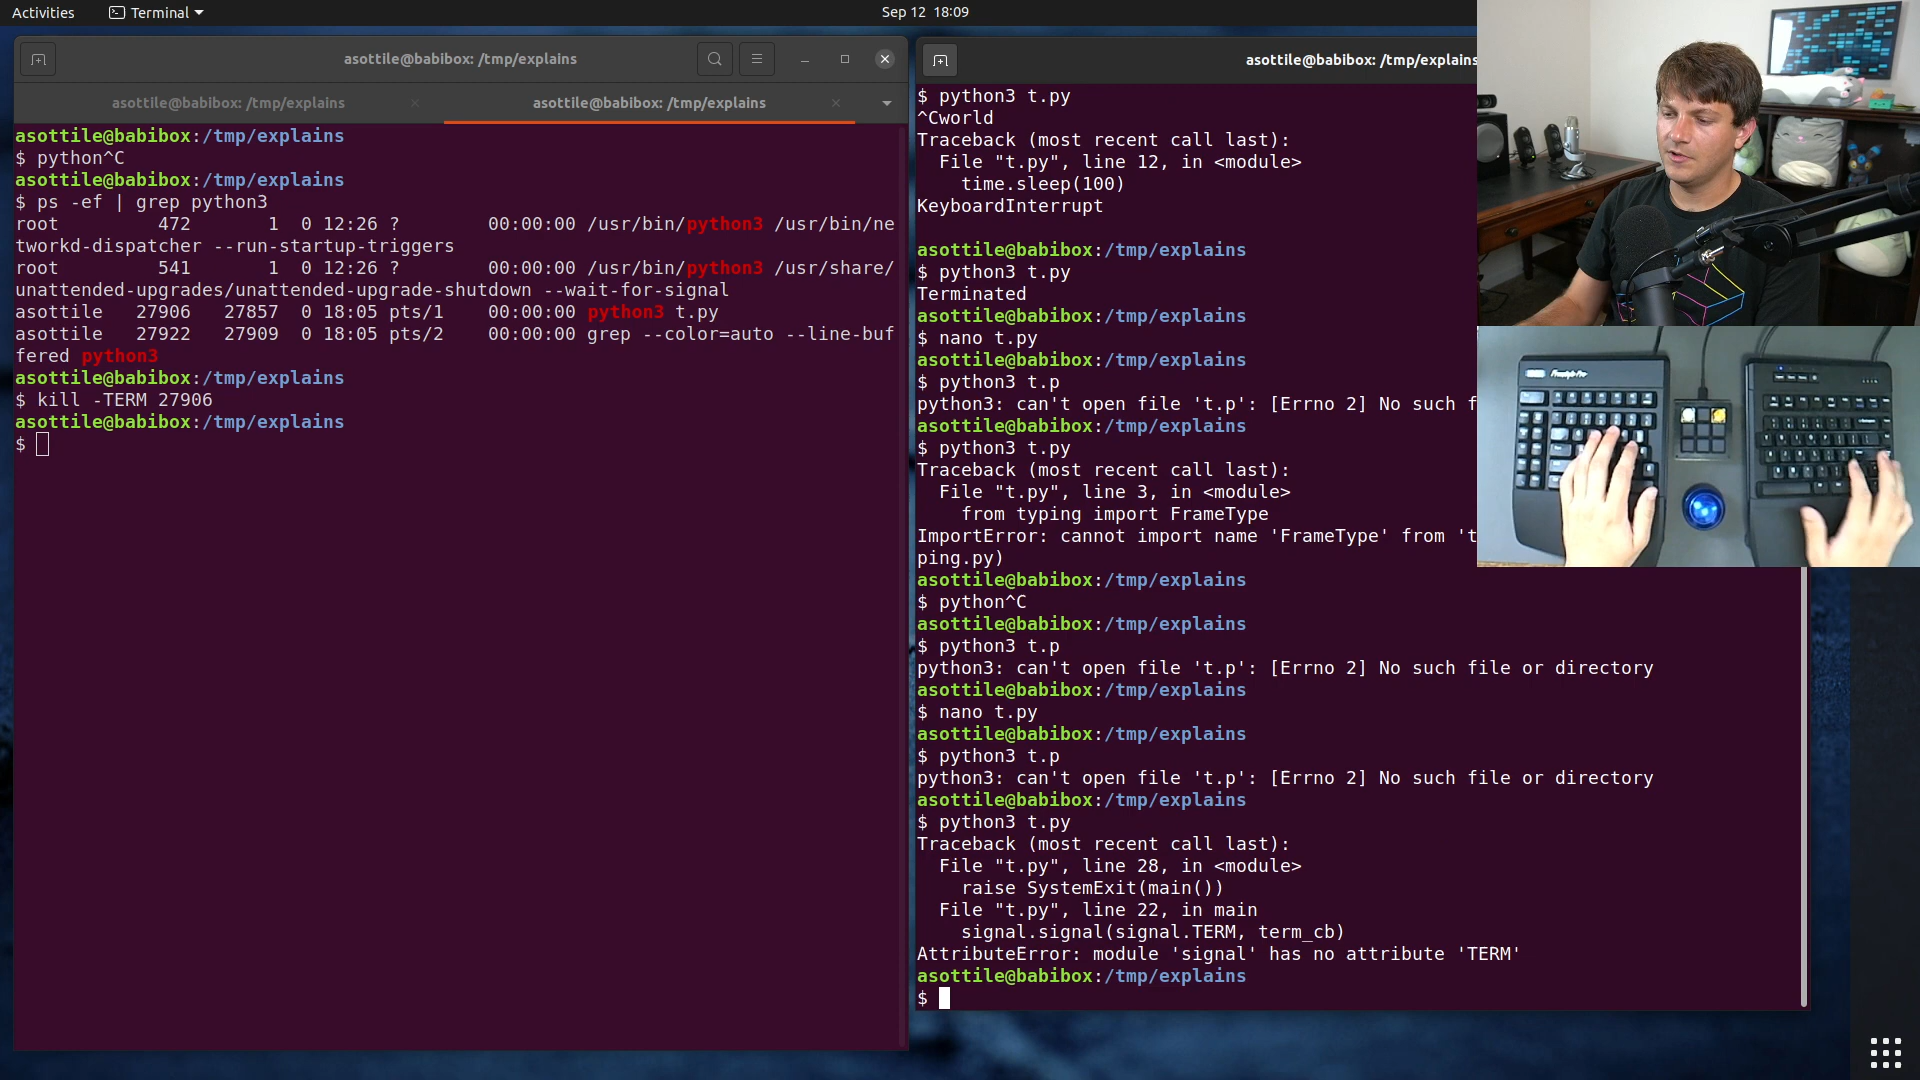 Activities
Terminal
Sep 12 18:09
asottile@babibox: /tmp/explains
asottile@babibox: /tmp/explains
asottile@babibox: /tmp/explains
asottile@babibox:/tmp/explains
$ python^C
asottile@babibox:/tmp/explains
$ ps -ef | grep python3
root         472       1  0 12:26 ?        00:00:00 /usr/bin/python3 /usr/bin/ne
tworkd-dispatcher --run-startup-triggers
root         541       1  0 12:26 ?        00:00:00 /usr/bin/python3 /usr/share/
unattended-upgrades/unattended-upgrade-shutdown --wait-for-signal
asottile   27906   27857  0 18:05 pts/1    00:00:00 python3 t.py
asottile   27922   27909  0 18:05 pts/2    00:00:00 grep --color=auto --line-buf
fered python3
asottile@babibox:/tmp/explains
$ kill -TERM 27906
asottile@babibox:/tmp/explains
$
asottile@babibox: /tmp/explains
$ python3 t.py
^Cworld
Traceback (most recent call last):
  File "t.py", line 12, in <module>
    time.sleep(100)
KeyboardInterrupt
asottile@babibox:/tmp/explains
$ python3 t.py
Terminated
asottile@babibox:/tmp/explains
$ nano t.py
asottile@babibox:/tmp/explains
$ python3 t.p
python3: can't open file 't.p': [Errno 2] No such f
asottile@babibox:/tmp/explains
$ python3 t.py
Traceback (most recent call last):
  File "t.py", line 3, in <module>
    from typing import FrameType
ImportError: cannot import name 'FrameType' from 't
ping.py)
asottile@babibox:/tmp/explains
$ python^C
asottile@babibox:/tmp/explains
$ python3 t.p
python3: can't open file 't.p': [Errno 2] No such file or directory
asottile@babibox:/tmp/explains
$ nano t.py
asottile@babibox:/tmp/explains
$ python3 t.p
python3: can't open file 't.p': [Errno 2] No such file or directory
asottile@babibox:/tmp/explains
$ python3 t.py
Traceback (most recent call last):
  File "t.py", line 28, in <module>
    raise SystemExit(main())
  File "t.py", line 22, in main
    signal.signal(signal.TERM, term_cb)
AttributeError: module 'signal' has no attribute 'TERM'
asottile@babibox:/tmp/explains
$